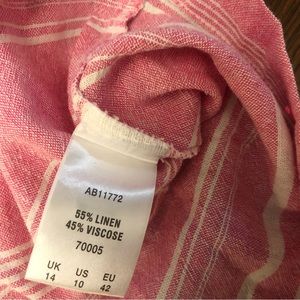 AB11772
55% LINEN
45% VISCOSE
70005
UK US EU
14 10 42